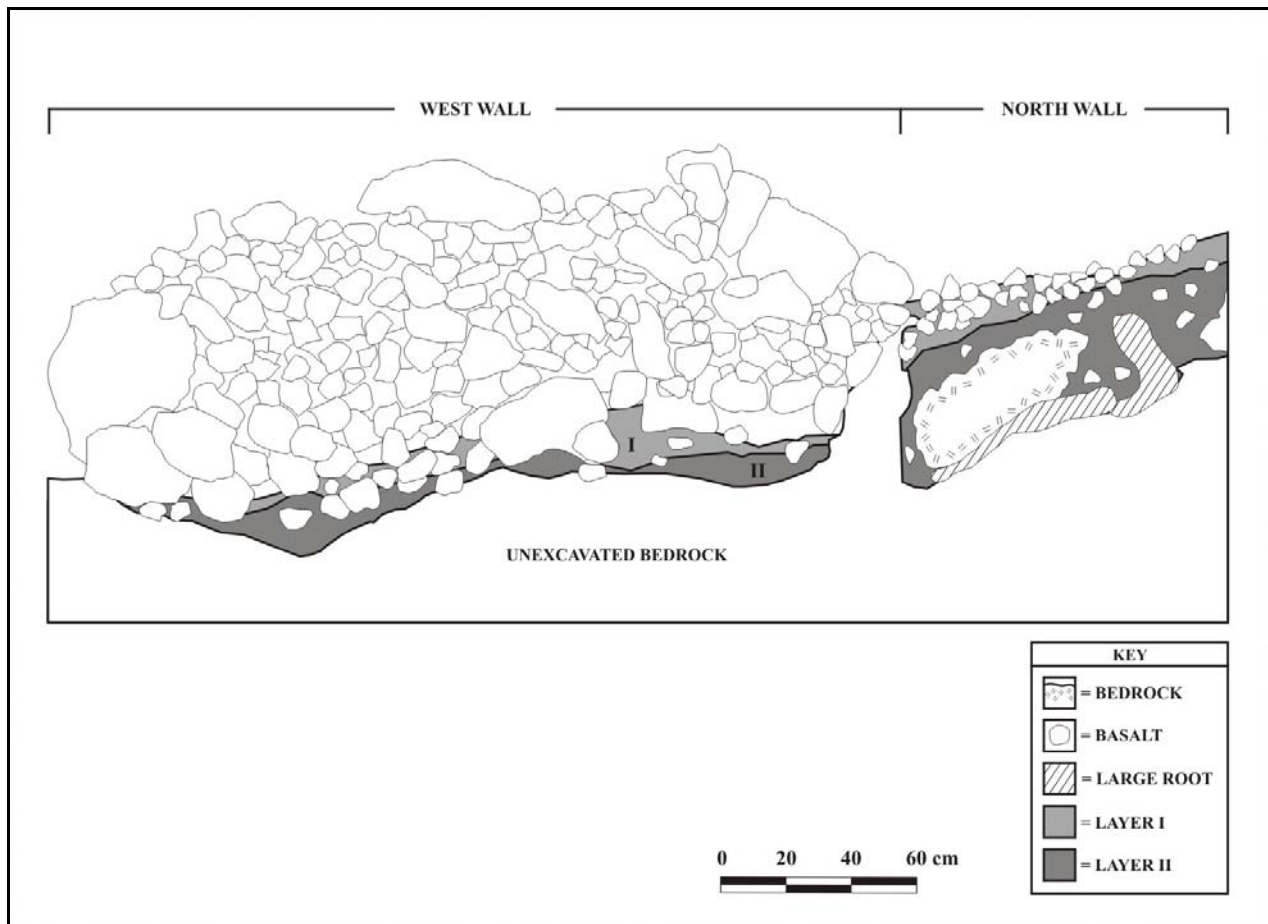 WEST WALL
NORTH WALL
I
II
UNEXCAVATED BEDROCK
KEY
= BEDROCK
= BASALT
= LARGE ROOT
= LAYER I
= LAYER II
0 20 40 60 cm